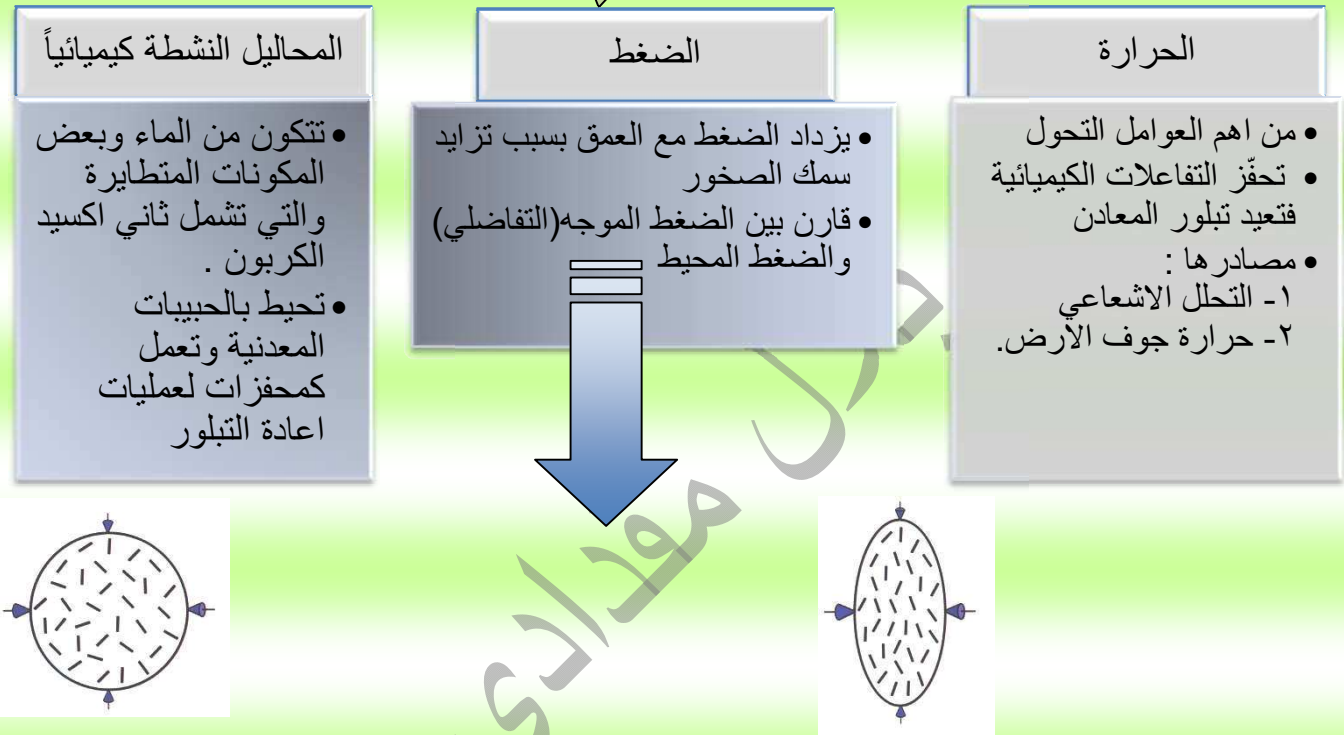 الحرارة
• من اهم العوامل التحول
• تحفّز التفاعلات الكيميائية
فتعيد تبلور المعادن
• مصادرها :
١- التحلل الاشعاعي
٢- حرارة جوف الارض.
الضغط
• يزداد الضغط مع العمق بسبب تزايد
سمك الصخور
• قارن بين الضغط الموجه(التفاضلي)
والضغط المحيط
المحاليل النشطة كيميائياً
• تتكون من الماء وبعض
المكونات المتطايرة
والتي تشمل ثاني اكسيد
الكربون .
• تحيط بالحبيبات
المعدنية وتعمل
كمحفزات لعمليات
اعادة التبلور